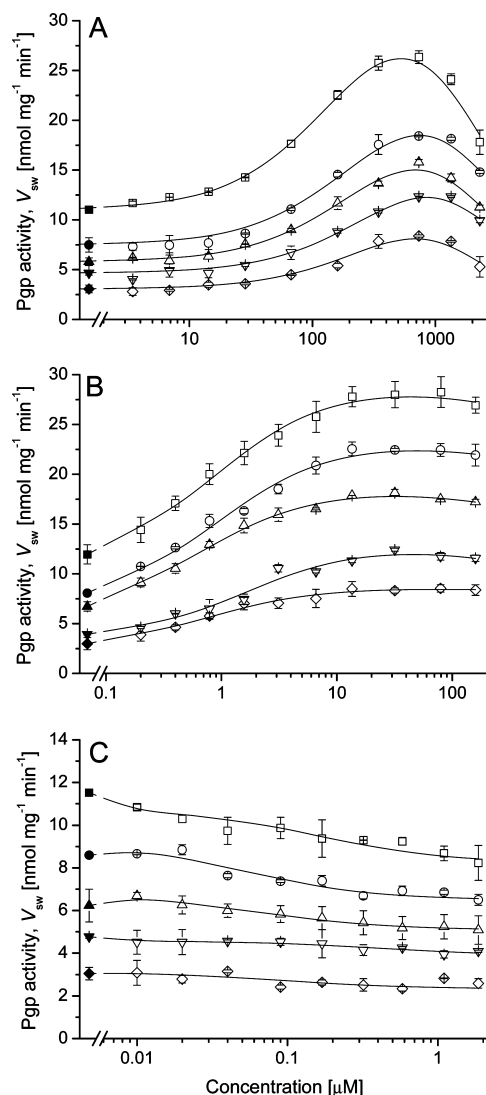 A
Pgp activity, Vsw [nmol mg-1 min-1]
30
25
20
15
10
5
0
10 100 1000
B
Pgp activity, Vsw [nmol mg-1 min-1]
30
25
20
15
10
5
0
0.1 1 10 100
C
Pgp activity, Vsw [nmol mg-1 min-1]
14
12
10
8
6
4
2
0
0.01 0.1 1
Concentration [µM]